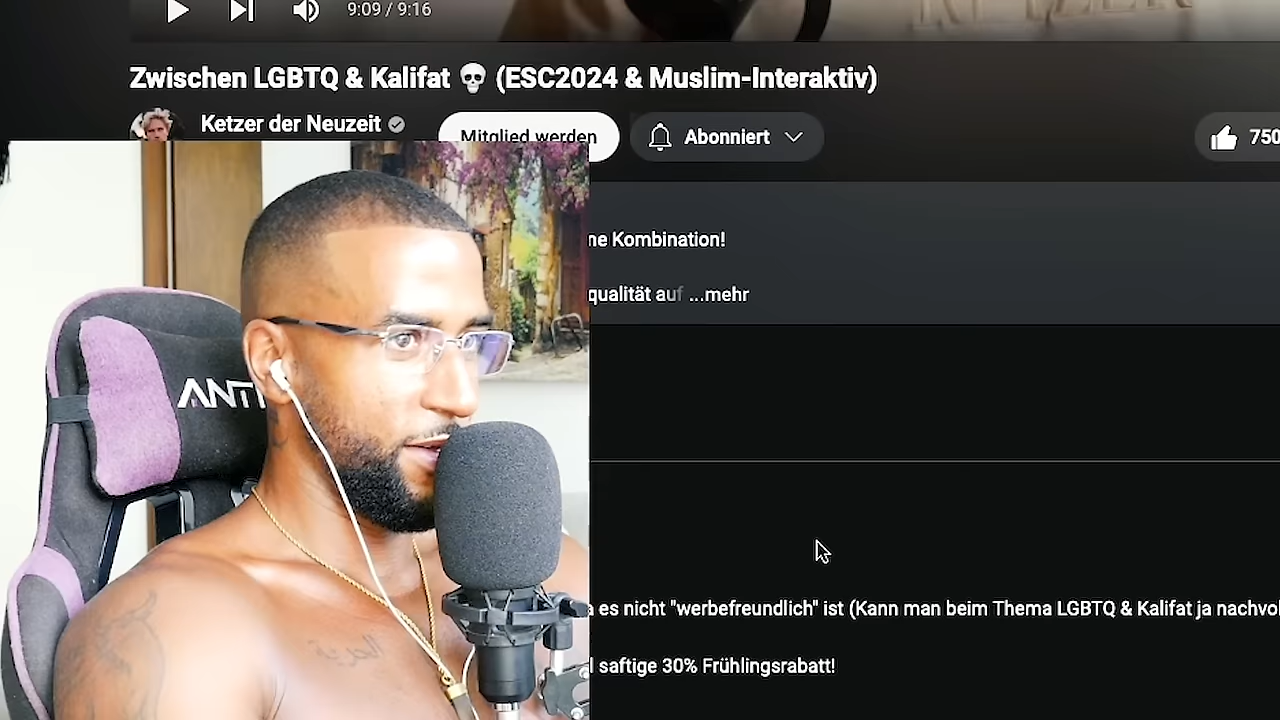 9:09 / 9:16
Zwischen LGBTQ & Kalifat 💀 (ESC2024 & Muslim-Interaktiv)
Ketzer der Neuzeit
Mitglied werden
Abonniert
750
ne Kombination!
qualität auf ...mehr
ANTI
es nicht "werbefreundlich" ist (Kann man beim Thema LGBTQ & Kalifat ja nachvol
saftige 30% Frühlingsrabatt!